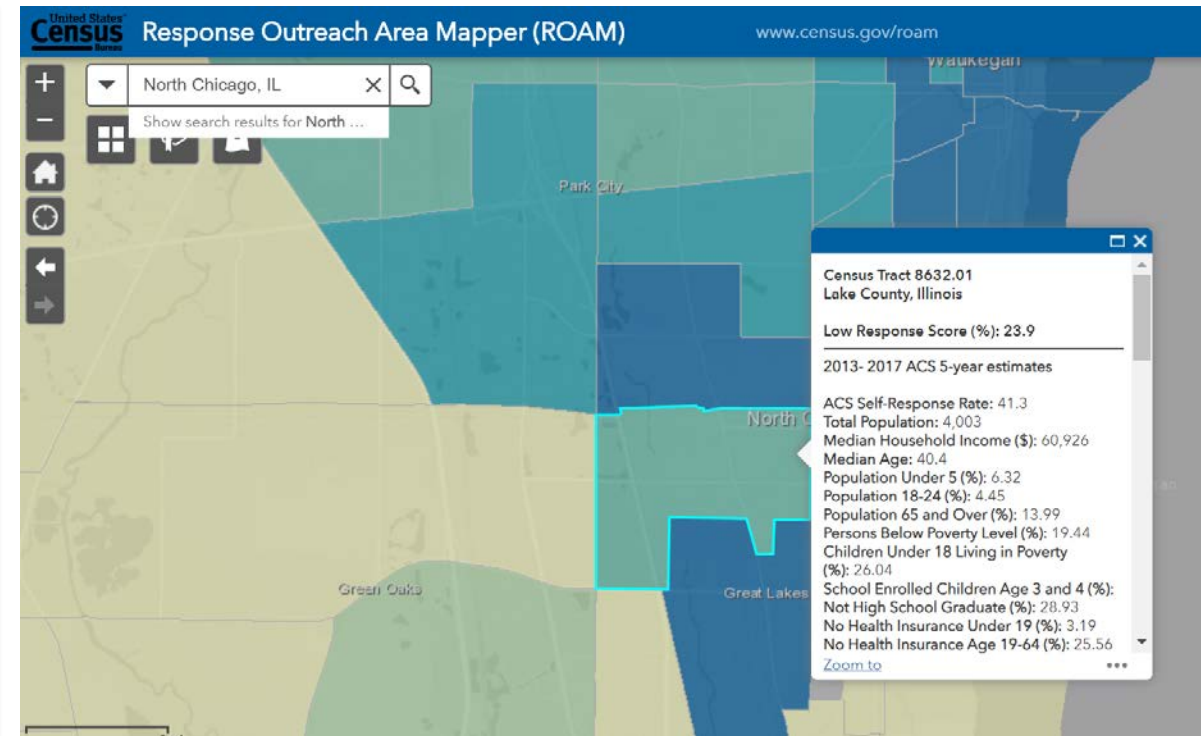 United States
Census
Bureau
Response Outreach Area Mapper (ROAM)
www.census.gov/roam
North Chicago, IL
Show search results for North ...
Waukegan
Park City
North C
Green Oaks
Great Lakes
Census Tract 8632.01
Lake County, Illinois
Low Response Score (%): 23.9
2013- 2017 ACS 5-year estimates
ACS Self-Response Rate: 41.3
Total Population: 4,003
Median Household Income ($): 60,926
Median Age: 40.4
Population Under 5 (%): 6.32
Population 18-24 (%): 4.45
Population 65 and Over (%): 13.99
Persons Below Poverty Level (%): 19.44
Children Under 18 Living in Poverty
(%): 26.04
School Enrolled Children Age 3 and 4 (%):
Not High School Graduate (%): 28.93
No Health Insurance Under 19 (%): 3.19
No Health Insurance Age 19-64 (%): 25.56
Zoom to